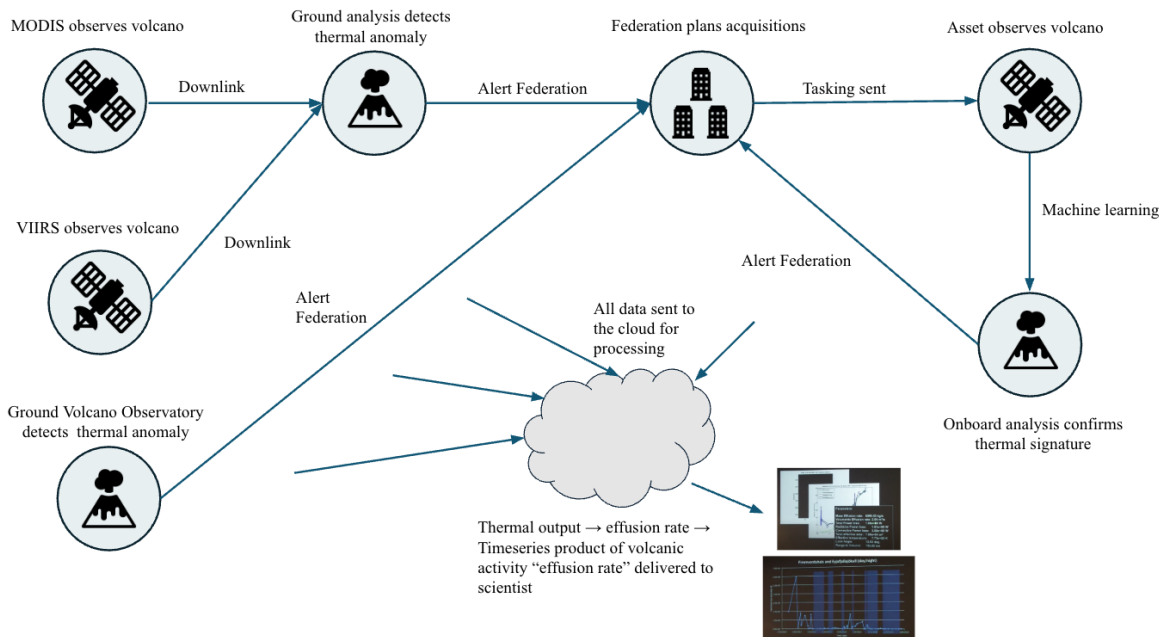 MODIS observes volcano
Ground analysis detects
thermal anomaly
Federation plans acquisitions
Asset observes volcano
Downlink
Alert Federation
Tasking sent
VIIRS observes volcano
Downlink
Machine learning
Alert
Federation
Alert Federation
All data sent to
the cloud for
processing
Ground Volcano Observatory
detects thermal anomaly
Onboard analysis confirms
thermal signature
Thermal output → effusion rate →
Timeseries product of volcanic
activity “effusion rate” delivered to
scientist